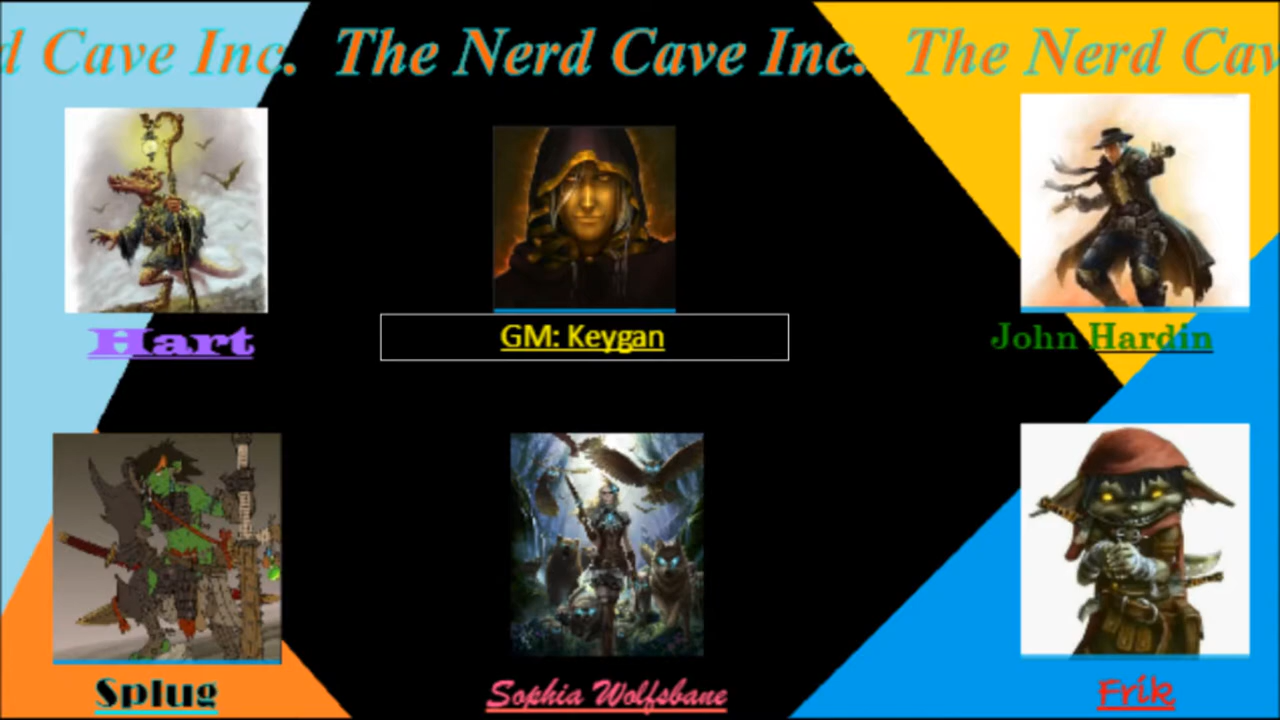 d Cave Inc. The Nerd Cave Inc. The Nerd Cav
Hart
GM: Keygan
John Hardin
Splug
Sophia Wolfsbane
Frik